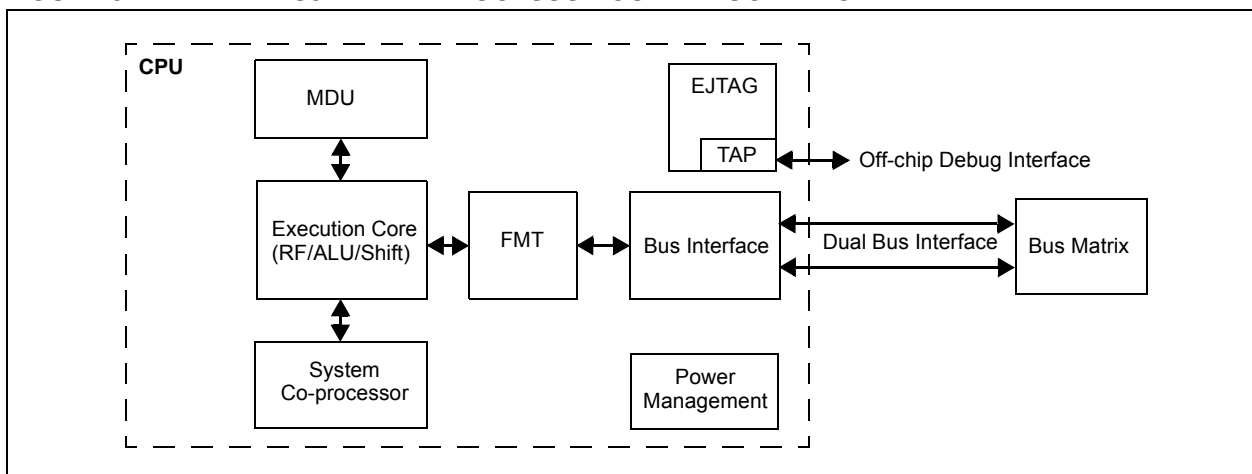 CPU
MDU
EJTAG
TAP
Off-chip Debug Interface
Execution Core
(RF/ALU/Shift)
FMT
Bus Interface
Dual Bus Interface
Bus Matrix
System
Co-processor
Power
Management